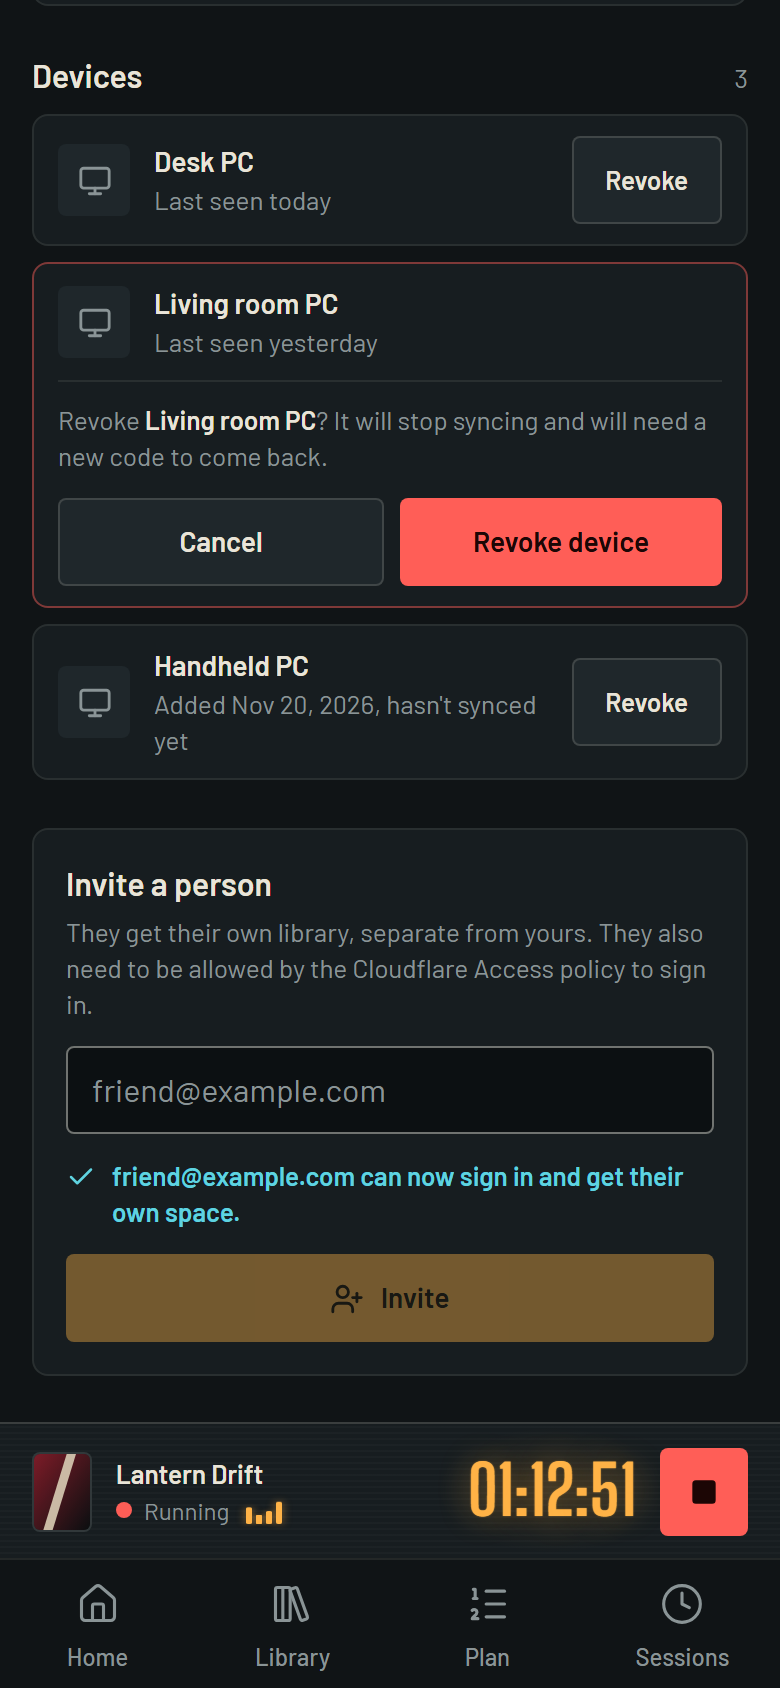 Devices
3
Desk PC
Last seen today
Revoke
Living room PC
Last seen yesterday
Revoke Living room PC? It will stop syncing and will need a
new code to come back.
Cancel
Revoke device
Handheld PC
Added Nov 20, 2026, hasn't synced
yet
Revoke
Invite a person
They get their own library, separate from yours. They also
need to be allowed by the Cloudflare Access policy to sign
in.
friend@example.com
friend@example.com can now sign in and get their
own space.
Invite
Lantern Drift
Running
01:12:51
Home
Library
Plan
Sessions